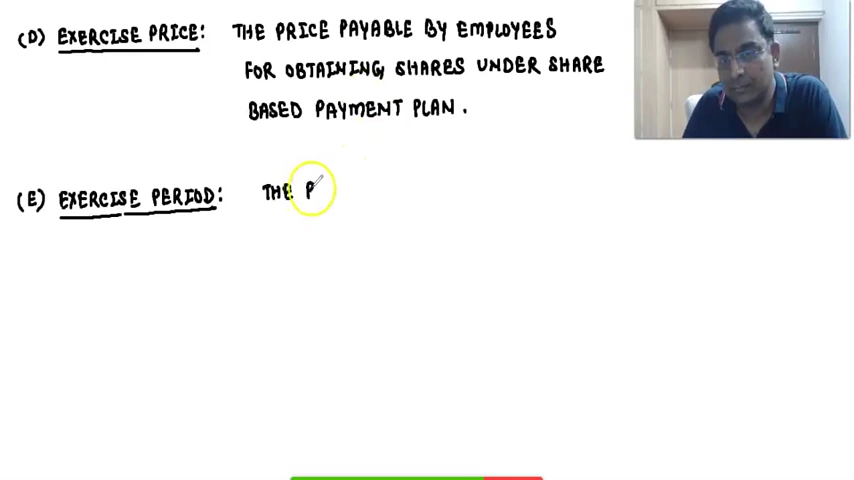 (D) EXERCISE PRICE: THE PRICE PAYABLE BY EMPLOYEES
FOR OBTAINING SHARES UNDER SHARE
BASED PAYMENT PLAN.
(E) EXERCISE PERIOD: THE P